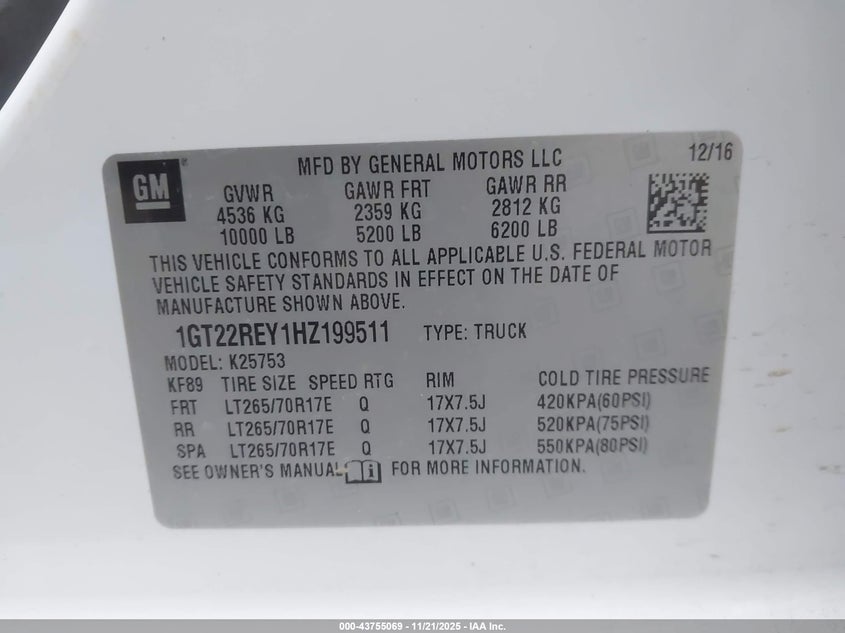 MFD BY GENERAL MOTORS LLC 12/16
GM
GVWR GAWR FRT GAWR RR
4536 KG 2359 KG 2812 KG
10000 LB 5200 LB 6200 LB
THIS VEHICLE CONFORMS TO ALL APPLICABLE U.S. FEDERAL MOTOR
VEHICLE SAFETY STANDARDS IN EFFECT ON THE DATE OF
MANUFACTURE SHOWN ABOVE.
1GT22REY1HZ199511 TYPE: TRUCK
MODEL: K25753
KF89 TIRE SIZE SPEED RTG RIM COLD TIRE PRESSURE
FRT LT265/70R17E Q 17X7.5J 420KPA(60PSI)
RR LT265/70R17E Q 17X7.5J 520KPA(75PSI)
SPA LT265/70R17E Q 17X7.5J 550KPA(80PSI)
SEE OWNER'S MANUAL i FOR MORE INFORMATION.
000-43755069 - 11/21/2025 - IAA Inc.